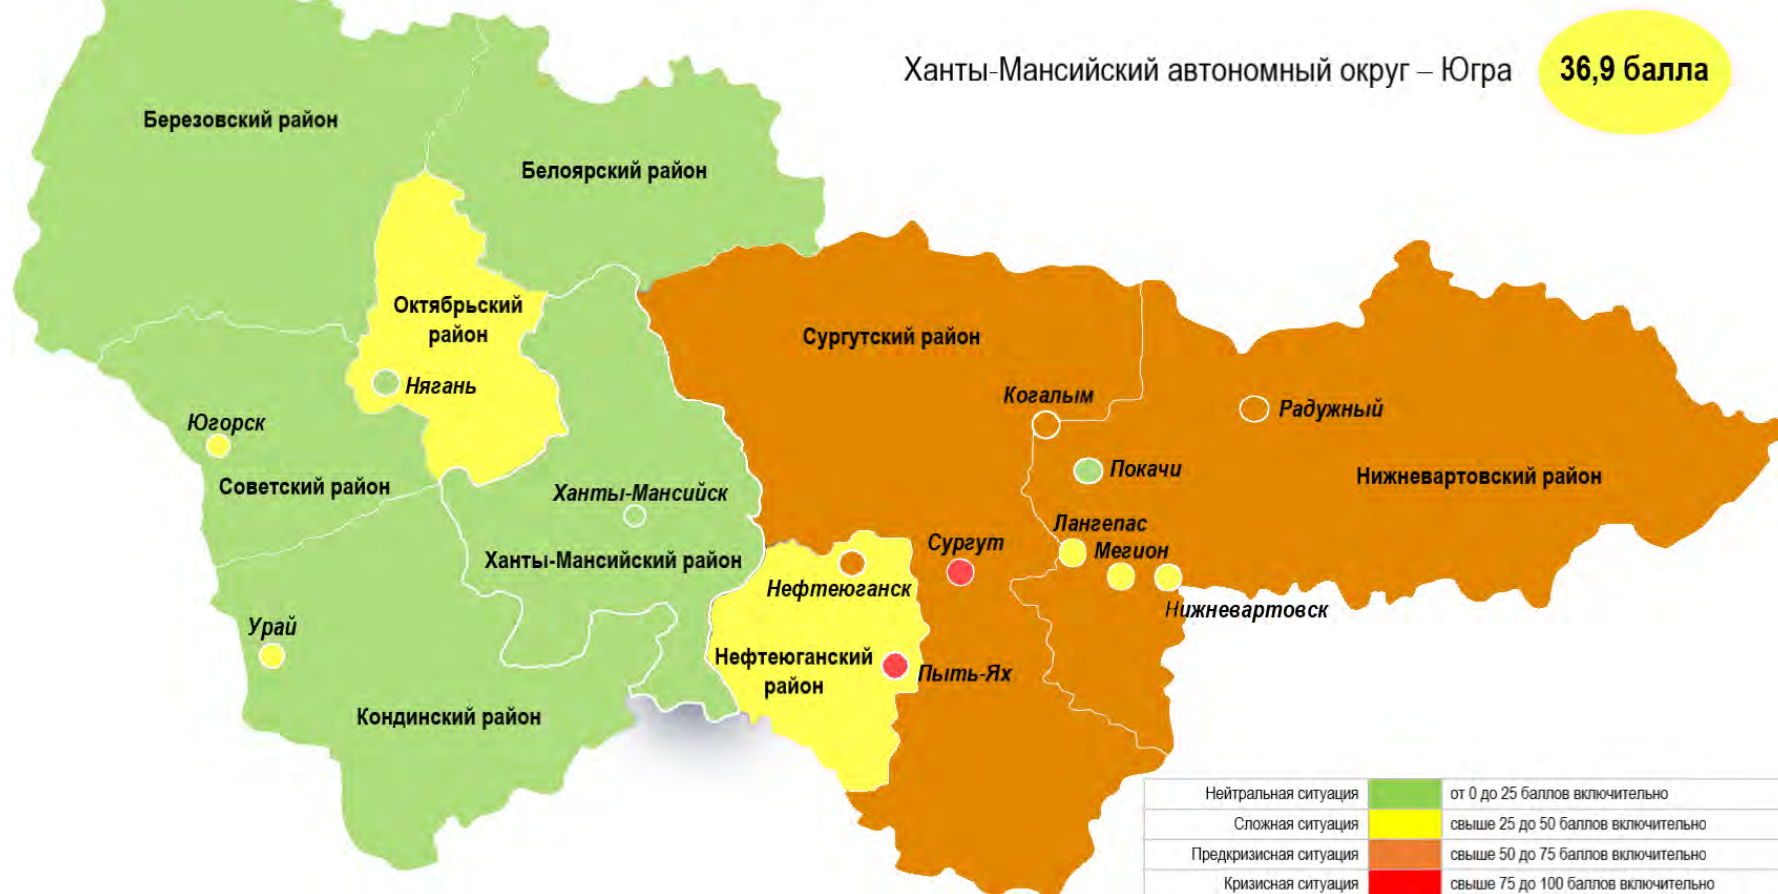 Ханты-Мансийский автономный округ – Югра
36,9 балла
Березовский район
Белоярский район
Октябрьский
район
Сургутский район
Нягань
Когалым
Радужный
Югорск
Покачи
Нижневартовский район
Советский район
Ханты-Мансийск
Лангепас
Мегион
Сургут
Ханты-Мансийский район
Нефтеюганск
Нижневартовск
Урай
Нефтеюганский
район
Пыть-Ях
Кондинский район
Нейтральная ситуация от 0 до 25 баллов включительно
Сложная ситуация свыше 25 до 50 баллов включительно
Предкризисная ситуация свыше 50 до 75 баллов включительно
Кризисная ситуация свыше 75 до 100 баллов включительно